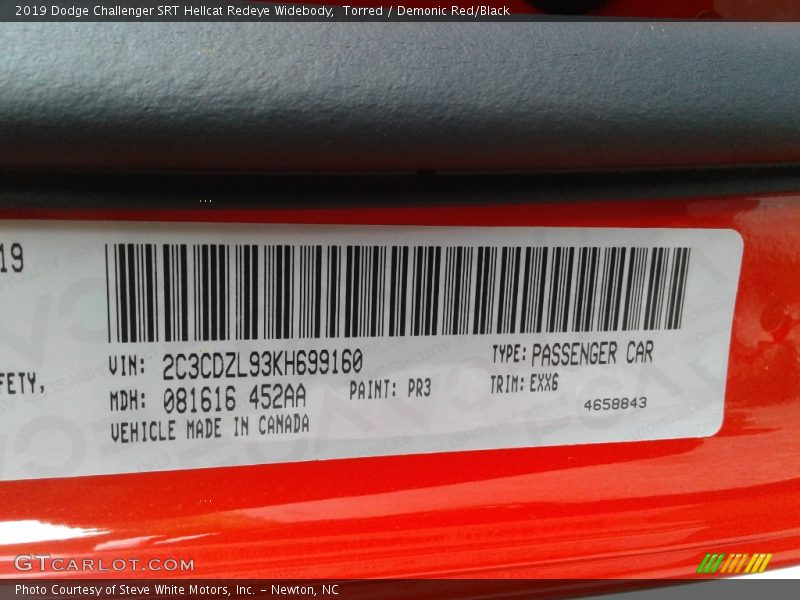 2019 Dodge Challenger SRT Hellcat Redeye Widebody, Torred / Demonic Red/Black
19
FETY,
VIN: 2C3CDZL93KH699160
TYPE: PASSENGER CAR
MDH: 081616 452AA
PAINT: PR3
TRIM: EXX6
VEHICLE MADE IN CANADA
4658843
GTCARLOT.COM
Photo Courtesy of Steve White Motors, Inc. – Newton, NC